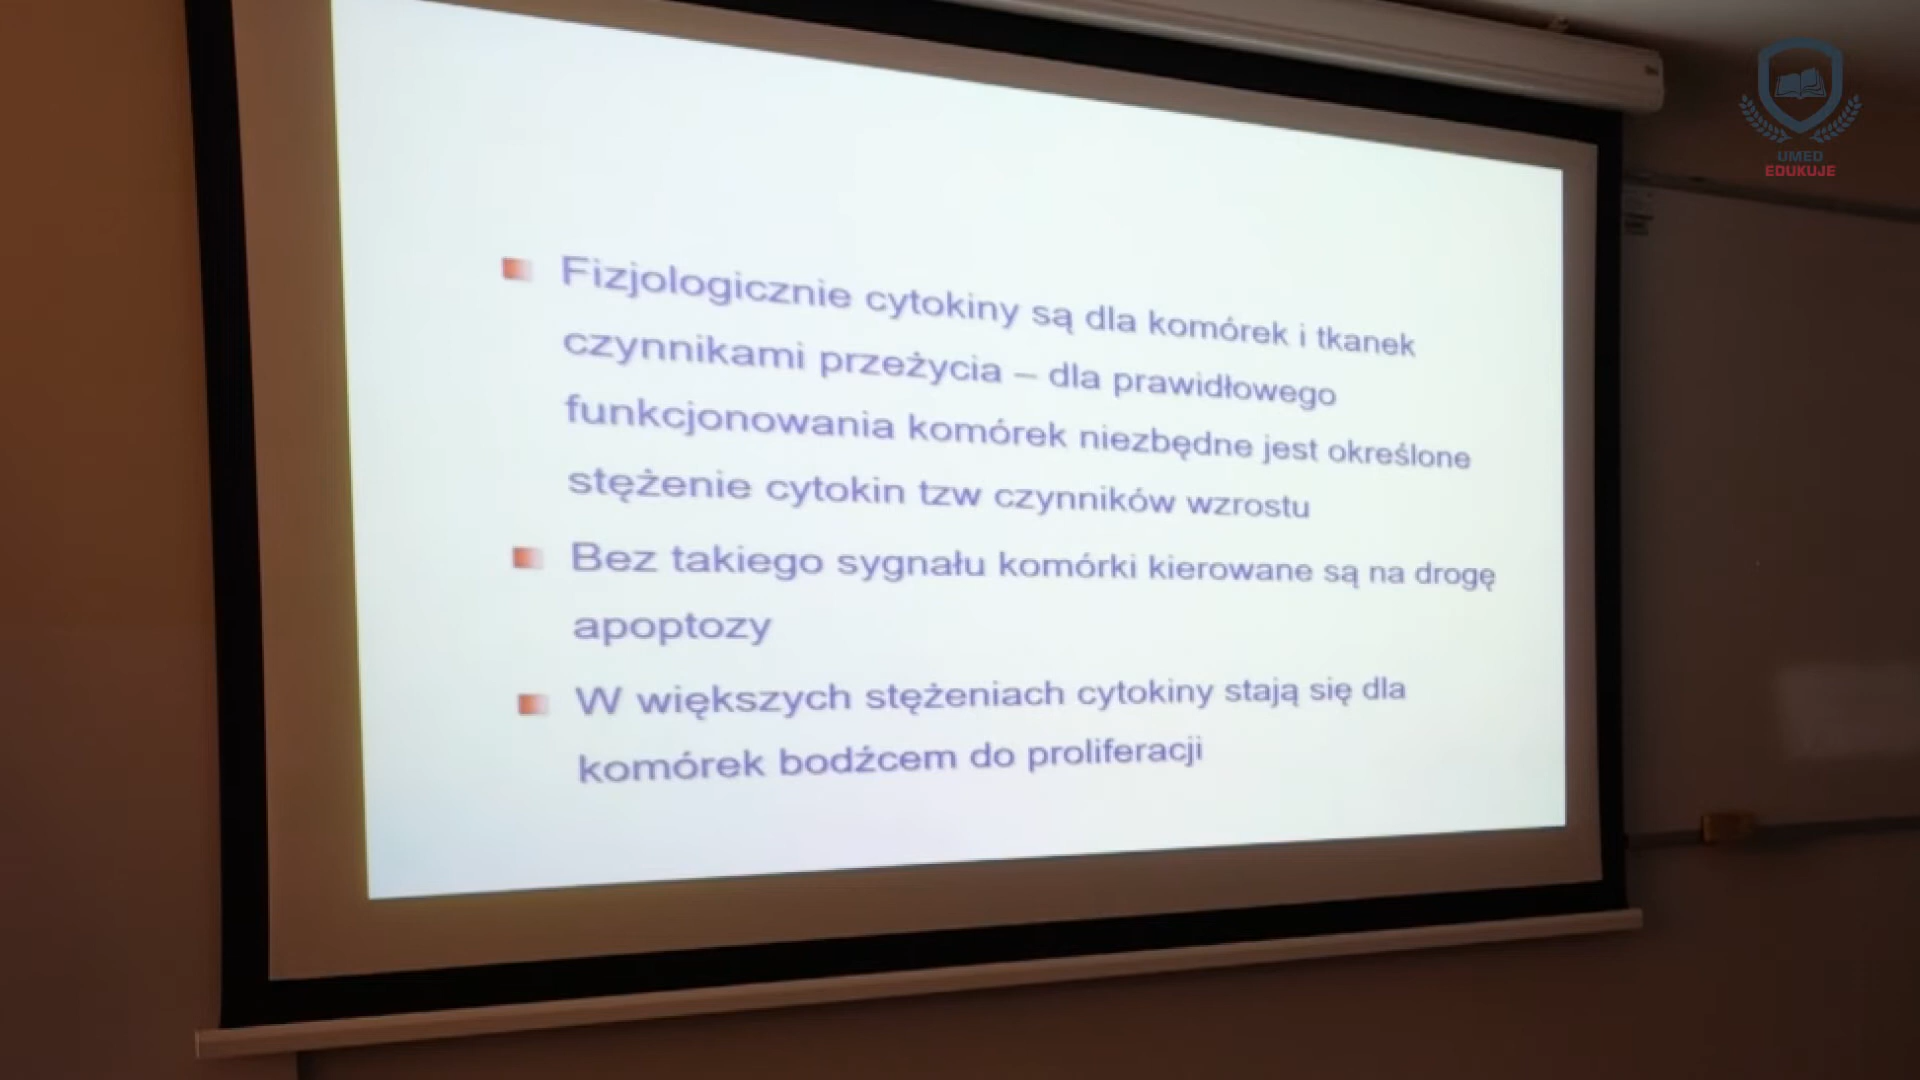 UMED
EDUKUJE
Fizjologicznie cytokiny są dla komórek i tkanek
czynnikami przeżycia – dla prawidłowego
funkcjonowania komórek niezbędne jest określone
stężenie cytokin tzw czynników wzrostu
Bez takiego sygnału komórki kierowane są na drogę
apoptozy
W większych stężeniach cytokiny stają się dla
komórek bodźcem do proliferacji